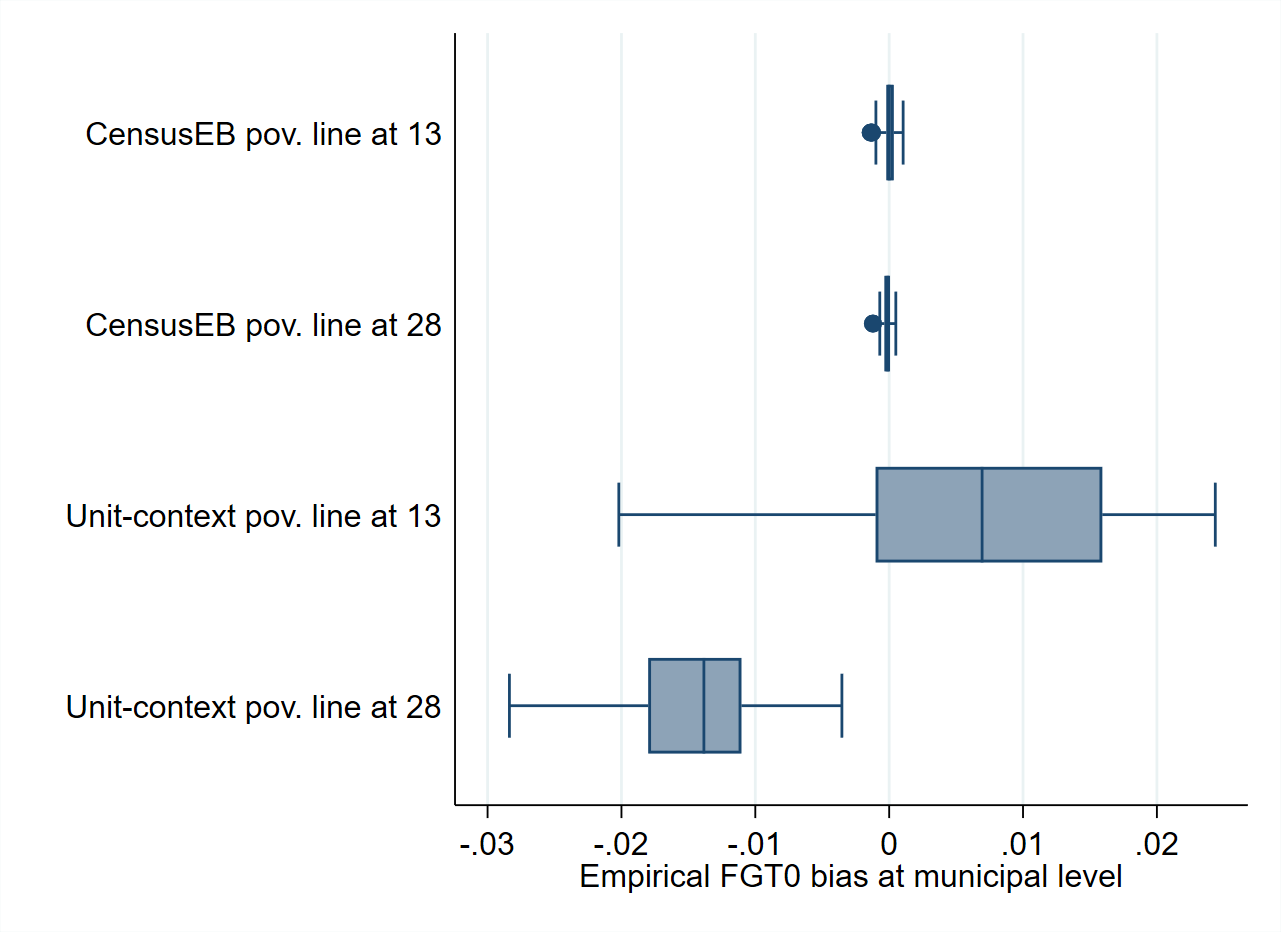 CensusEB pov. line at 13
CensusEB pov. line at 28
Unit-context pov. line at 13
Unit-context pov. line at 28
-.03 -.02 -.01 0 .01 .02
Empirical FGT0 bias at municipal level